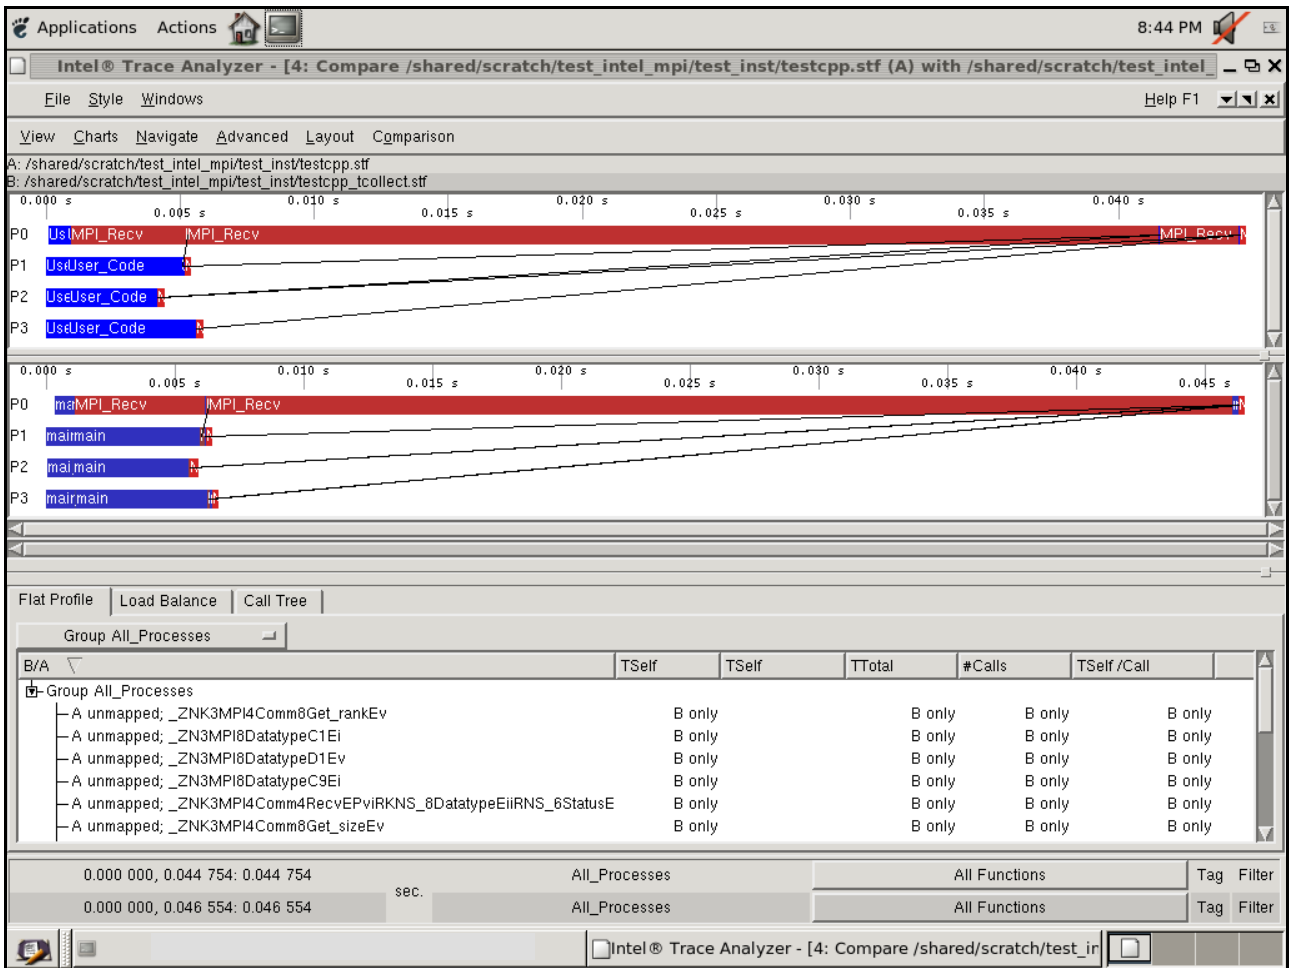 Applications Actions 8:44 PM
Intel® Trace Analyzer - [4: Compare /shared/scratch/test_intel_mpi/test_inst/testcpp.stf (A) with /shared/scratch/test_intel_
File Style Windows Help F1
View Charts Navigate Advanced Layout Comparison
A: /shared/scratch/test_intel_mpi/test_inst/testcpp.stf
B: /shared/scratch/test_intel_mpi/test_inst/testcpp_tcollect.stf
0.000 s 0.010 s 0.020 s 0.030 s 0.040 s
0.005 s 0.015 s 0.025 s 0.035 s
P0 Us MPI_Recv MPI_Recv MPI_Recv
P1 Use User_Code
P2 Use User_Code
P3 Use User_Code
0.000 s 0.010 s 0.020 s 0.030 s 0.040 s
0.005 s 0.015 s 0.025 s 0.035 s 0.045 s
P0 ma MPI_Recv MPI_Recv
P1 mai main
P2 mai main
P3 mai main
Flat Profile Load Balance Call Tree
Group All_Processes
B/A TSelf TSelf TTotal #Calls TSelf /Call
Group All_Processes
A unmapped; _ZNK3MPI4Comm8Get_rankEv B only B only B only B only
A unmapped; _ZN3MPI8DatatypeC1Ei B only B only B only B only
A unmapped; _ZN3MPI8DatatypeD1Ev B only B only B only B only
A unmapped; _ZN3MPI8DatatypeC9Ei B only B only B only B only
A unmapped; _ZNK3MPI4Comm4RecvEPviRKNS_8DatatypeEiiRNS_6StatusE B only B only B only B only
A unmapped; _ZNK3MPI4Comm8Get_sizeEv B only B only B only B only
0.000 000, 0.044 754: 0.044 754 All_Processes All Functions Tag Filter
sec.
0.000 000, 0.046 554: 0.046 554 All_Processes All Functions Tag Filter
Intel® Trace Analyzer - [4: Compare /shared/scratch/test_in